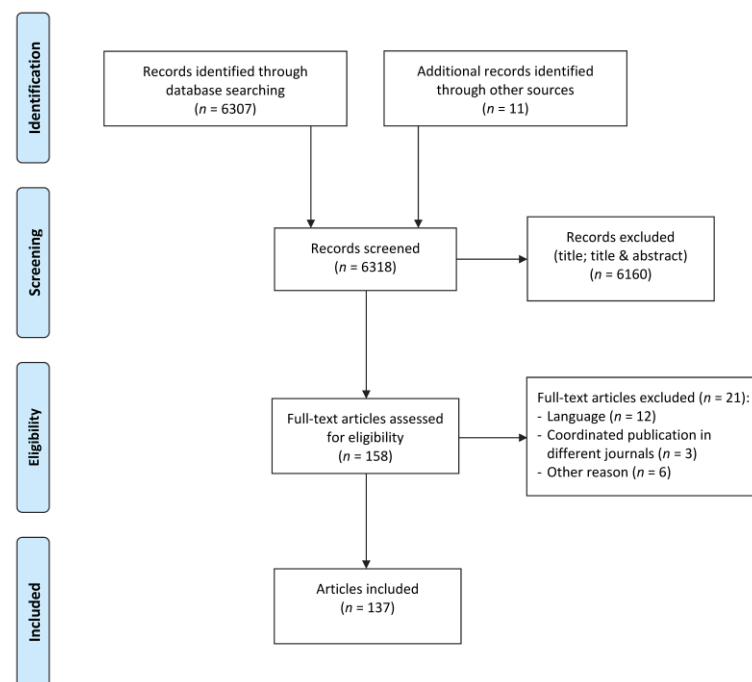 Identification
Records identified through
database searching
(n = 6307)
Additional records identified
through other sources
(n = 11)
Screening
Records screened
(n = 6318)
Records excluded
(title; title & abstract)
(n = 6160)
Eligibility
Full-text articles assessed
for eligibility
(n = 158)
Full-text articles excluded (n = 21):
- Language (n = 12)
- Coordinated publication in
different journals (n = 3)
- Other reason (n = 6)
Included
Articles included
(n = 137)